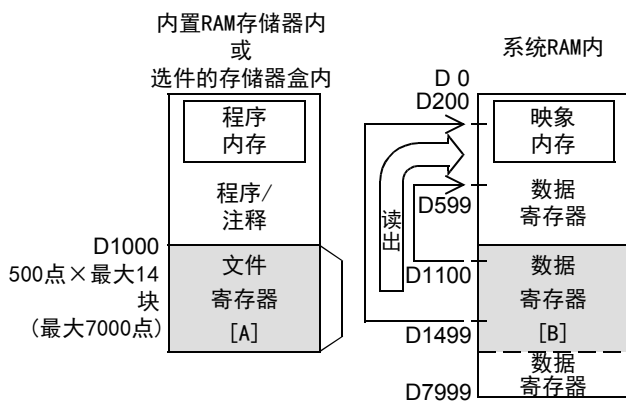 内置RAM存储器内
或
选件的存储器盒内
程序
内存
程序/
注释
D1000
500点×最大14
块
(最大7000点)
文件
寄存器
[A]
系统RAM内
D 0
D200
映象
内存
读出
D599
数据
寄存器
D1100
数据
寄存器
[B]
D1499
数据
寄存器
D7999